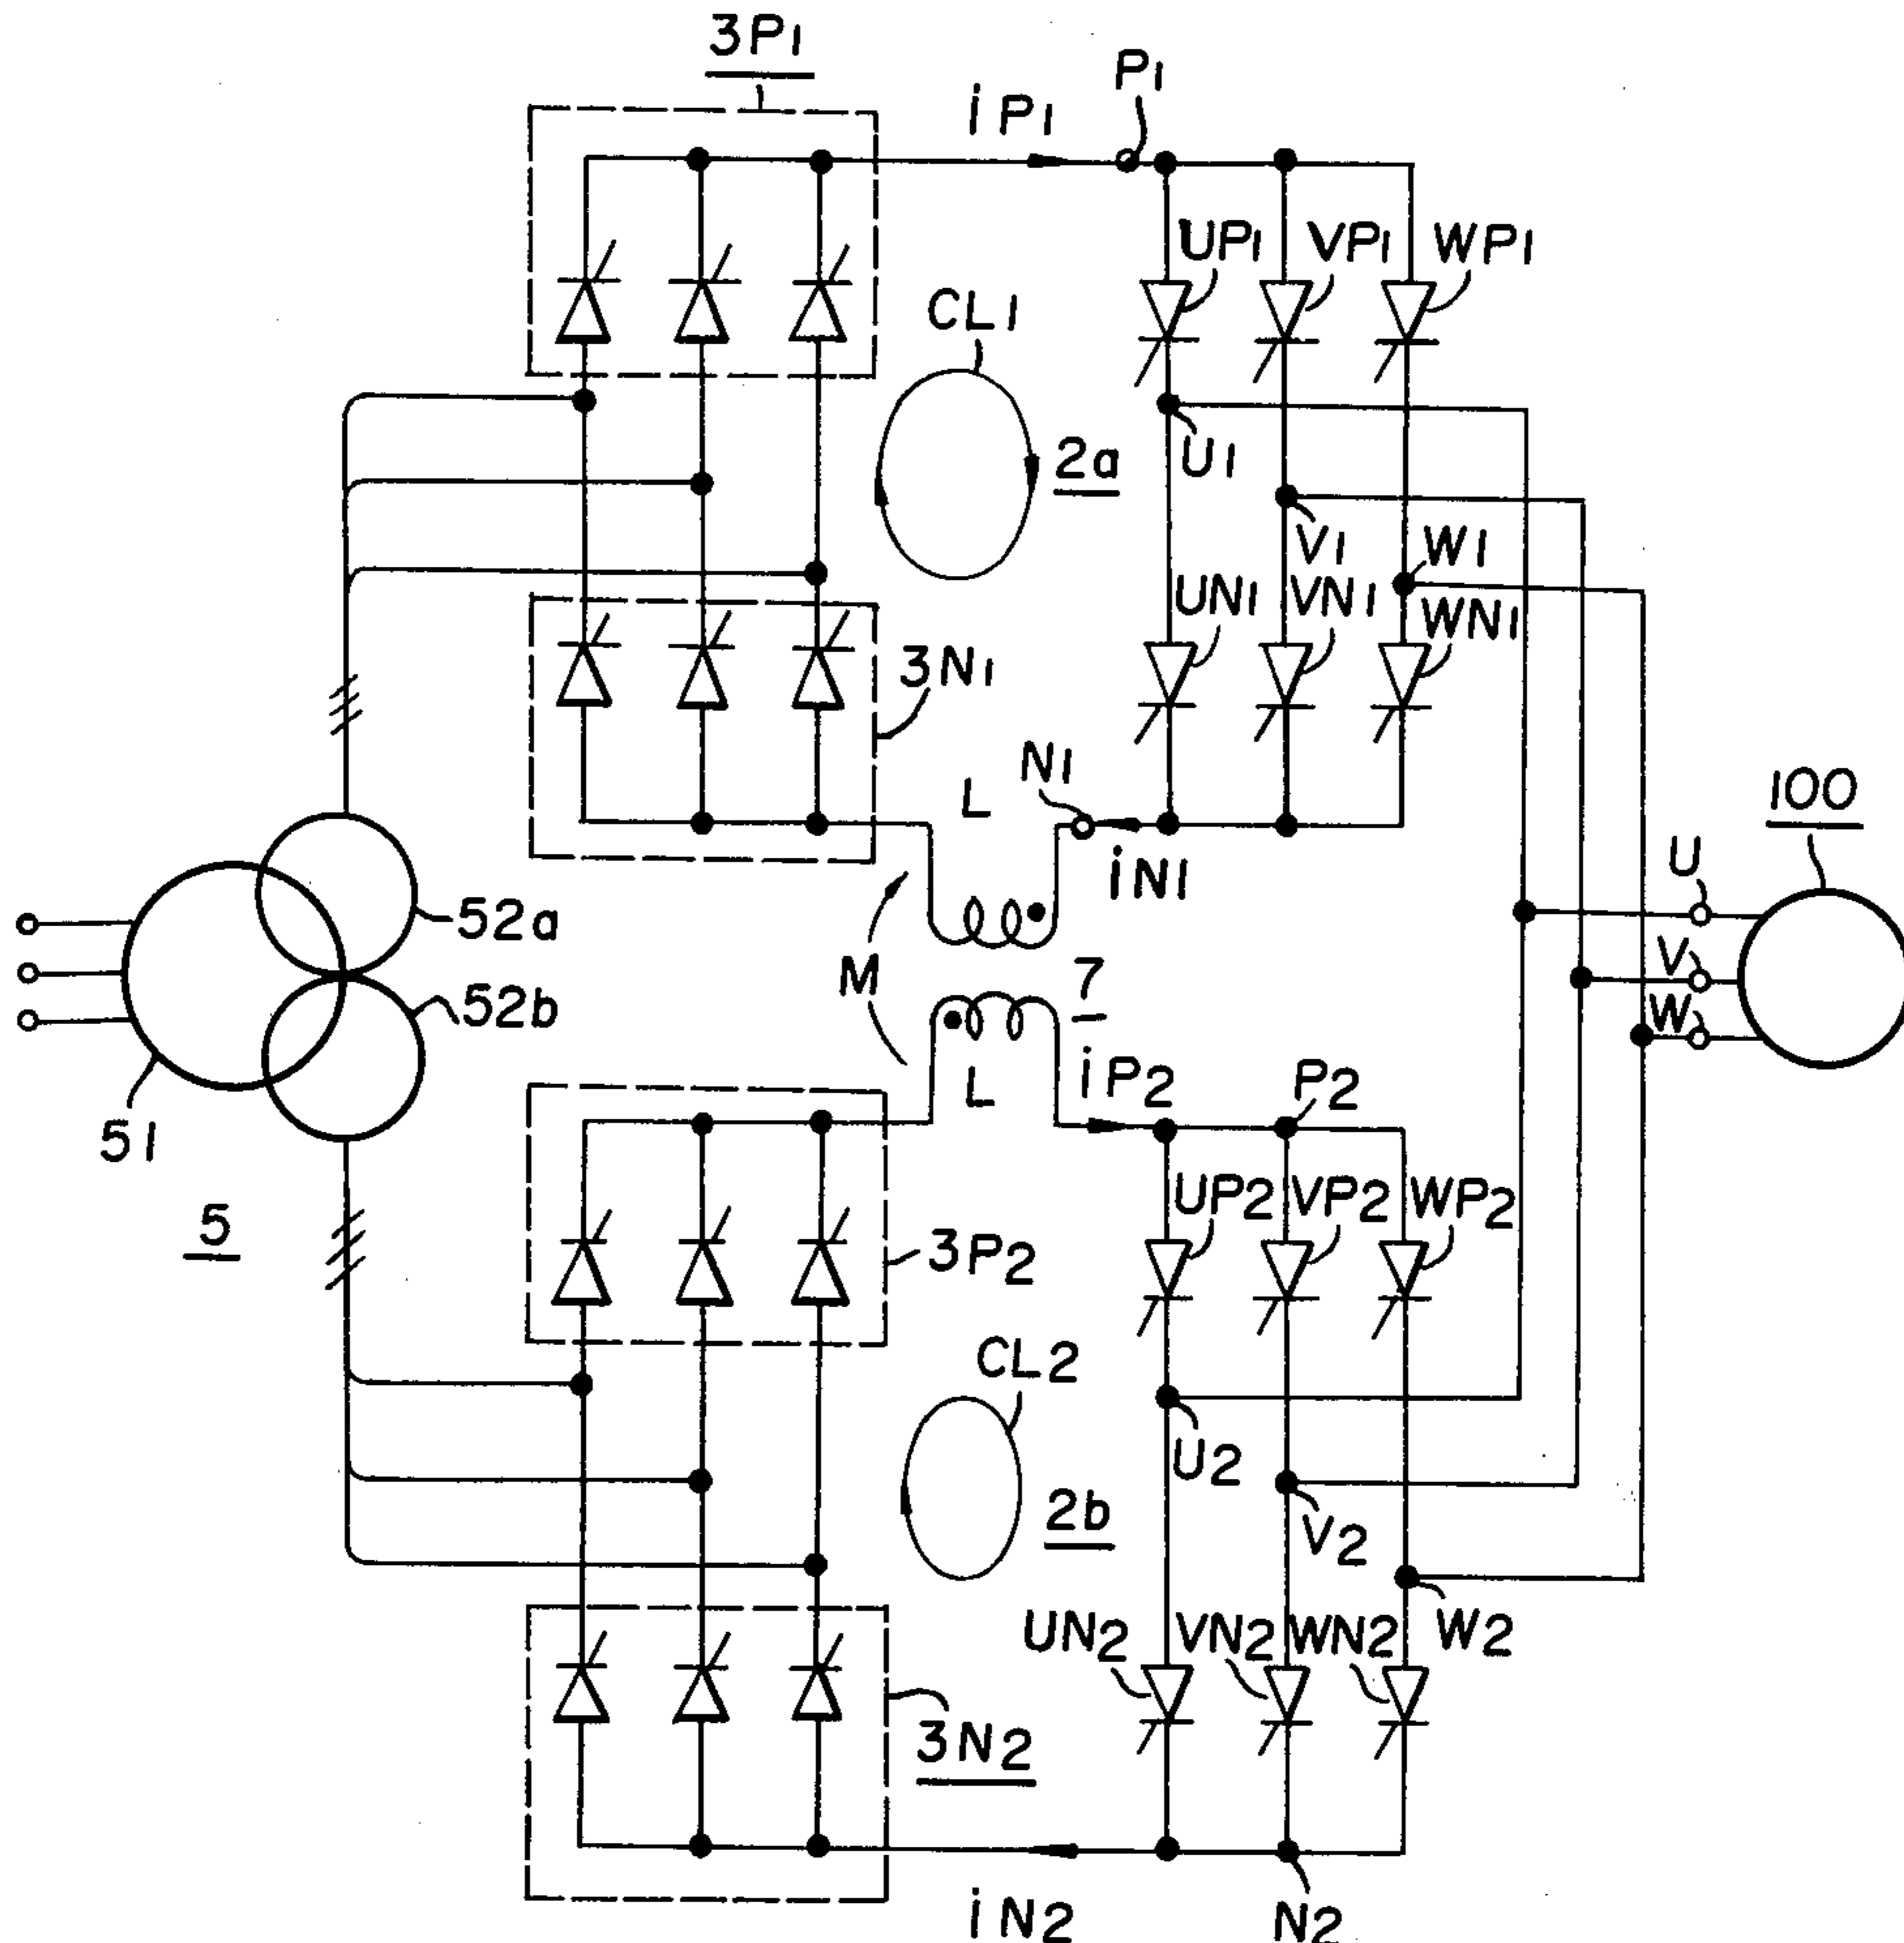 3P1
P1
iP1
UP1
VP1
WP1
CL1
2a
U1
V1
W1
UN1
VN1
WN1
3N1
N1
L
iN1
100
52a
M
7
U
V
W
52b
L
iP2
P2
51
UP2
VP2
WP2
5
3P2
CL2
U2
2b
V2
UN2
VN2
WN2
W2
3N2
iN2
N2